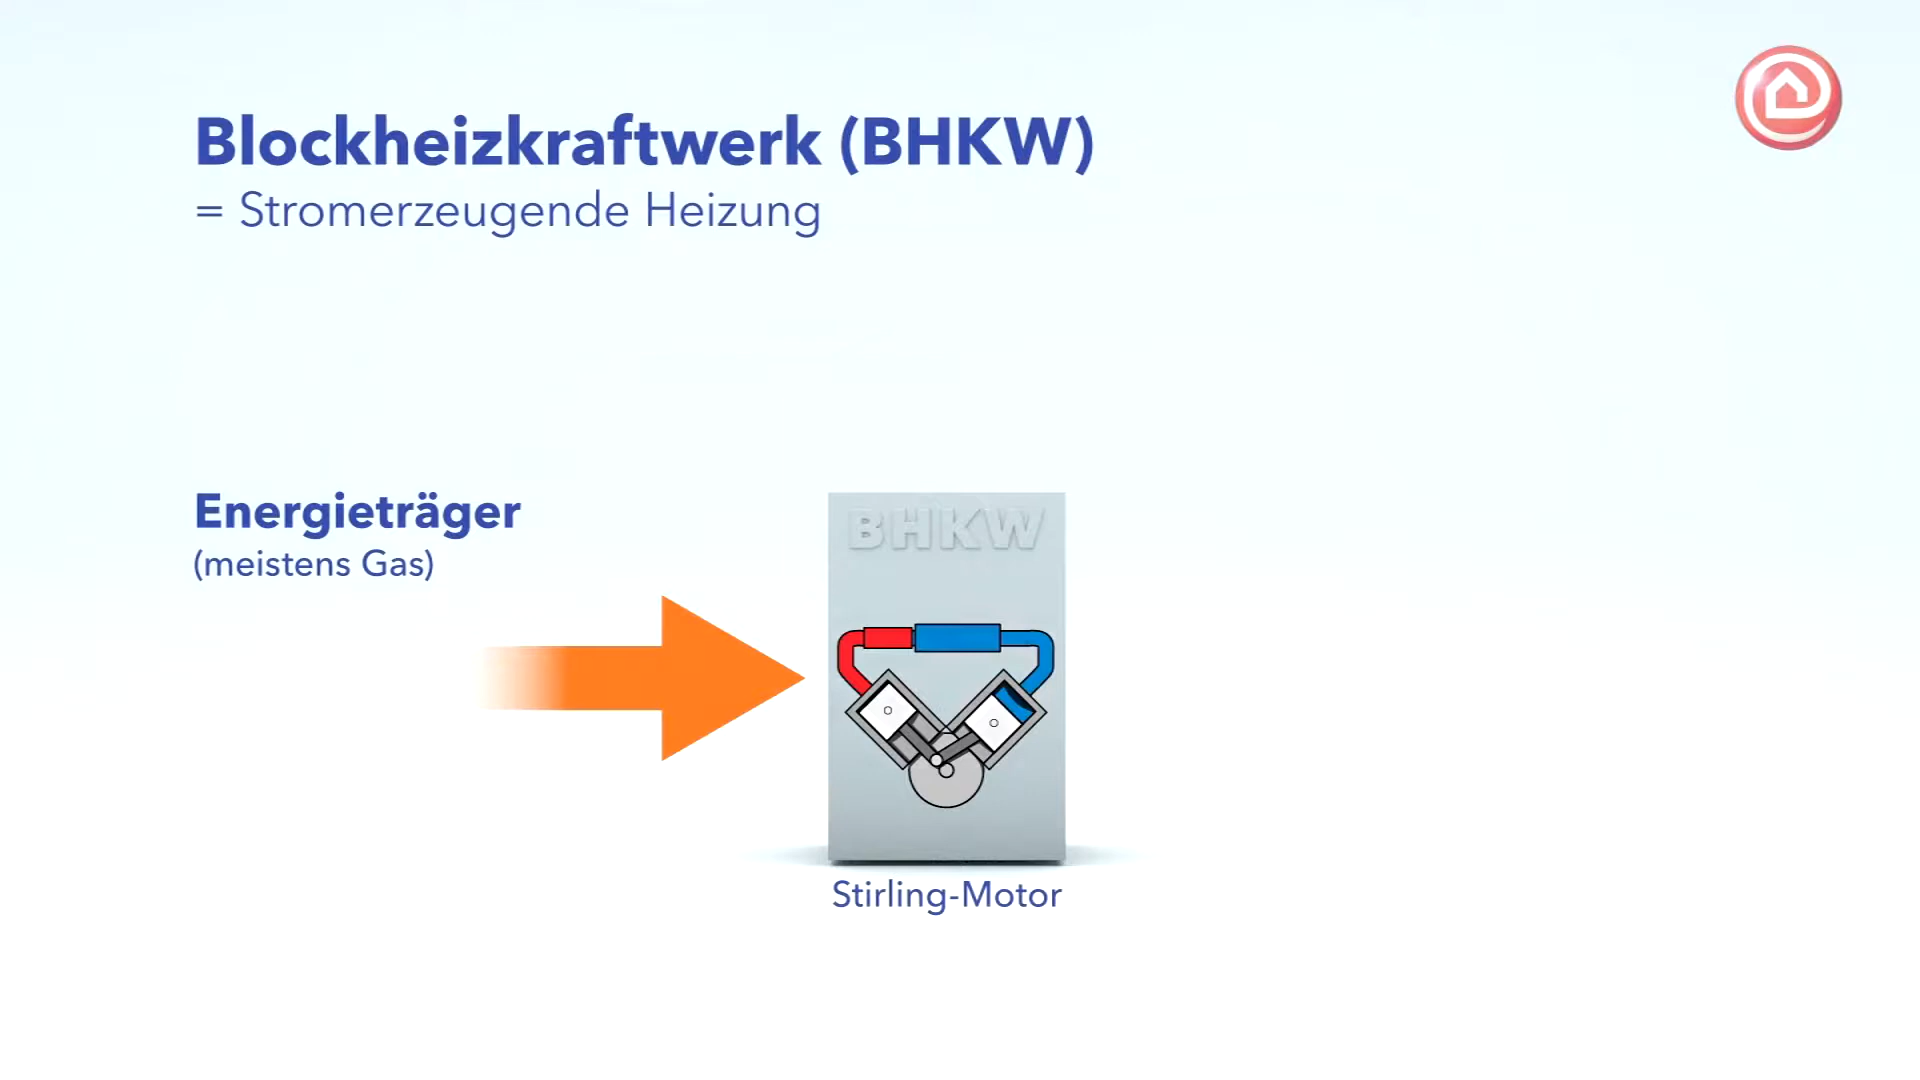 Blockheizkraftwerk (BHKW)
= Stromerzeugende Heizung
Energieträger
(meistens Gas)
BHKW
Stirling-Motor